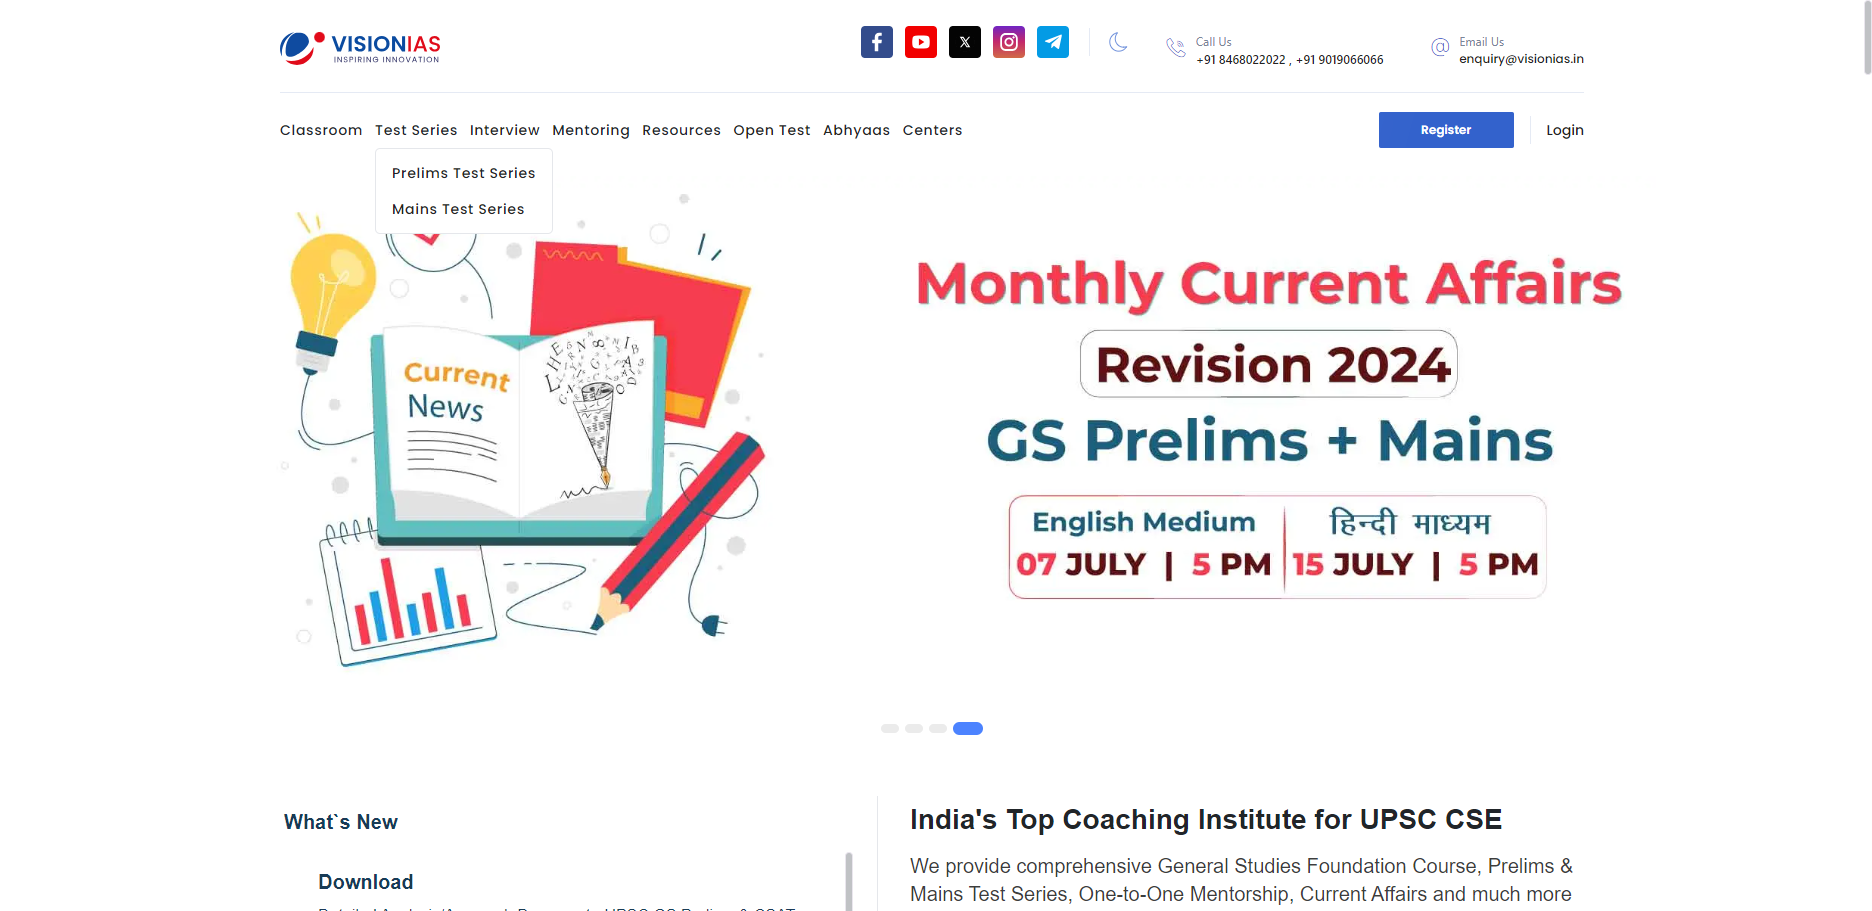 VISIONIAS
INSPIRING INNOVATION
Call Us
+91 8468022022 , +91 9019066066
Email Us
enquiry@visionias.in
Classroom Test Series Interview Mentoring Resources Open Test Abhyaas Centers
Register
Login
Prelims Test Series
Mains Test Series
Current
News
Monthly Current Affairs
Revision 2024
GS Prelims + Mains
English Medium
07 JULY | 5 PM
हिन्दी माध्यम
15 JULY | 5 PM
What`s New
Download
India's Top Coaching Institute for UPSC CSE
We provide comprehensive General Studies Foundation Course, Prelims &
Mains Test Series, One-to-One Mentorship, Current Affairs and much more